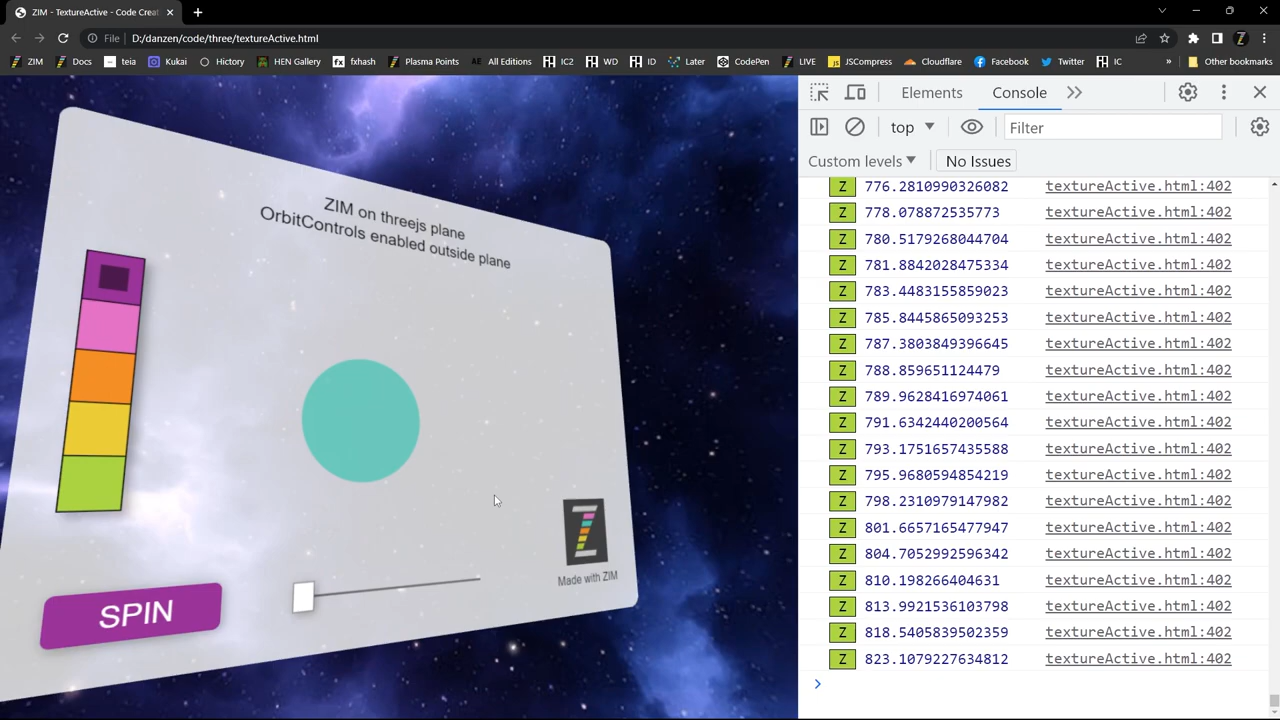 ZIM - TextureActive - Code Creat
File D:/danzen/code/three/textureActive.html
ZIM Docs teia Kukai Hictory HEN Gallery fxhash Plasma Points All Editions IC2 WD ID Later CodePen LIVE JSCompress Cloudflare Facebook Twitter IC » Other bookmarks
ZIM on threejs plane
OrbitControls enabled outside plane
SPIN
Made with ZIM
Elements Console
top Filter
Custom levels No Issues
Z 776.2810990326082 textureActive.html:402
Z 778.078872535773 textureActive.html:402
Z 780.5179268044704 textureActive.html:402
Z 781.8842028475334 textureActive.html:402
Z 783.4483155859023 textureActive.html:402
Z 785.8445865093253 textureActive.html:402
Z 787.3803849396645 textureActive.html:402
Z 788.859651124479 textureActive.html:402
Z 789.9628416974061 textureActive.html:402
Z 791.6342440200564 textureActive.html:402
Z 793.1751657435588 textureActive.html:402
Z 795.9680594854219 textureActive.html:402
Z 798.2310979147982 textureActive.html:402
Z 801.6657165477947 textureActive.html:402
Z 804.7052992596342 textureActive.html:402
Z 810.198266404631 textureActive.html:402
Z 813.9921536103798 textureActive.html:402
Z 818.5405839502359 textureActive.html:402
Z 823.1079227634812 textureActive.html:402